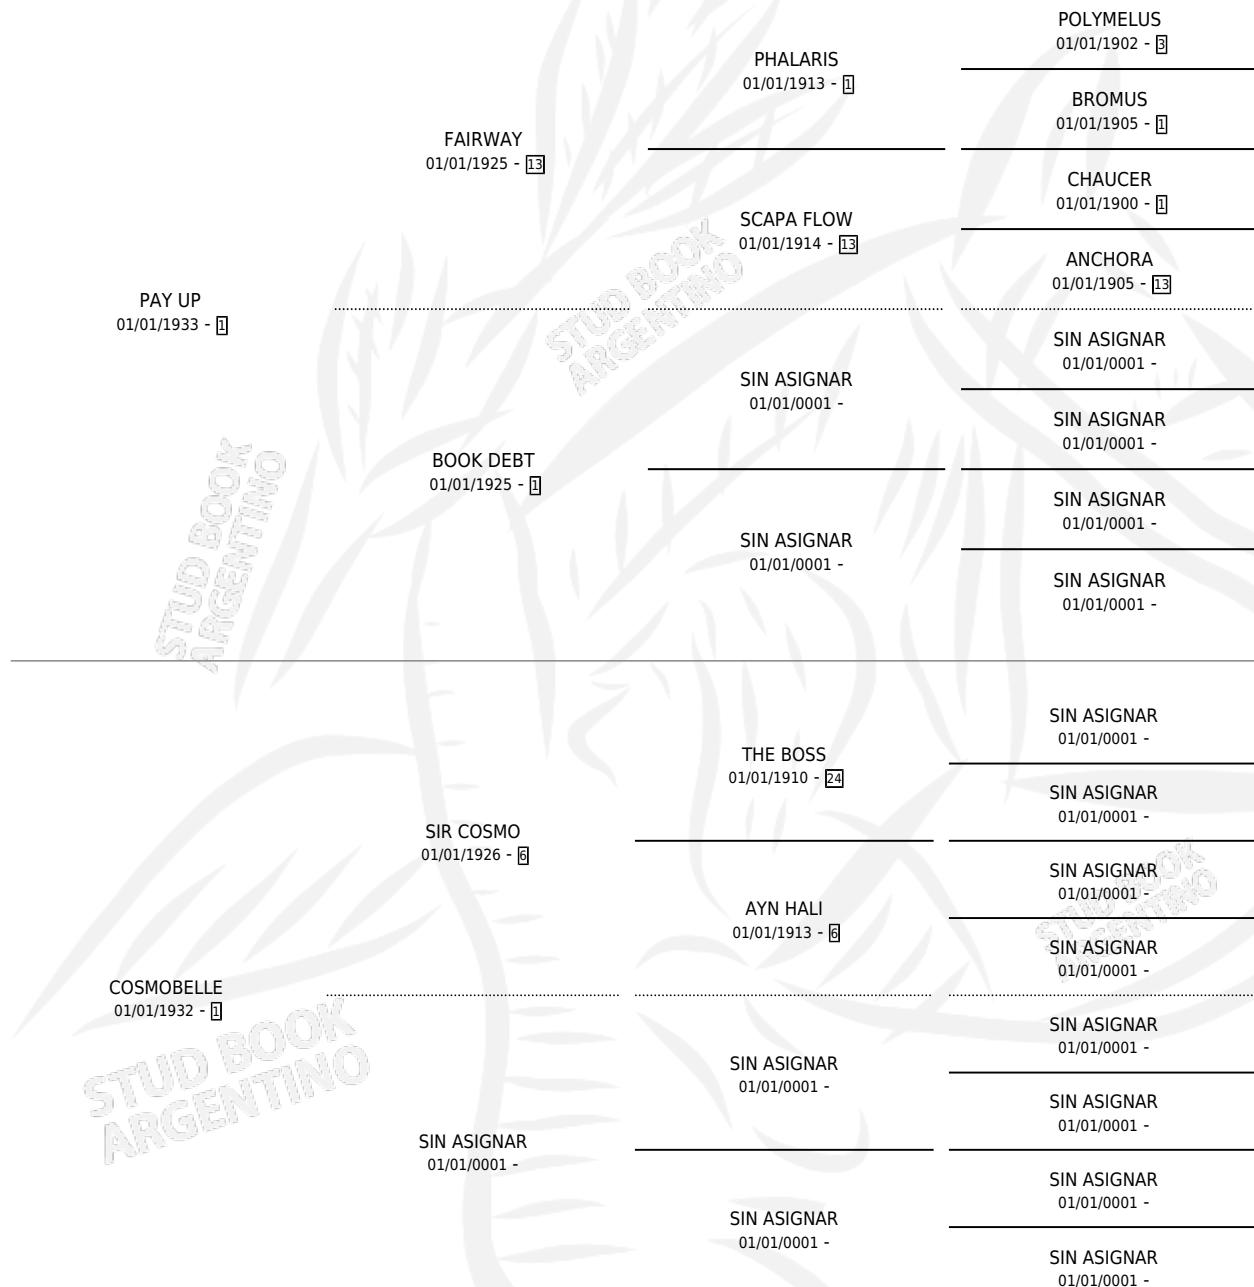 POLYMELUS
01/01/1902 - 3
PHALARIS
01/01/1913 - 1
BROMUS
01/01/1905 - 1
FAIRWAY
01/01/1925 - 13
CHAUCER
01/01/1900 - 1
SCAPA FLOW
01/01/1914 - 13
ANCHORA
01/01/1905 - 13
PAY UP
01/01/1933 - 1
SIN ASIGNAR
01/01/0001 -
SIN ASIGNAR
01/01/0001 -
SIN ASIGNAR
01/01/0001 -
BOOK DEBT
01/01/1925 - 1
SIN ASIGNAR
01/01/0001 -
SIN ASIGNAR
01/01/0001 -
SIN ASIGNAR
01/01/0001 -
STUD BOOK
ARGENTINO
STUD BOOK
ARGENTINO
SIN ASIGNAR
01/01/0001 -
THE BOSS
01/01/1910 - 24
SIN ASIGNAR
01/01/0001 -
SIR COSMO
01/01/1926 - 6
SIN ASIGNAR
01/01/0001 -
AYN HALI
01/01/1913 - 6
SIN ASIGNAR
01/01/0001 -
STUD BOOK
ARGENTINO
COSMOBELLE
01/01/1932 - 1
SIN ASIGNAR
01/01/0001 -
SIN ASIGNAR
01/01/0001 -
SIN ASIGNAR
01/01/0001 -
STUD BOOK
ARGENTINO
SIN ASIGNAR
01/01/0001 -
SIN ASIGNAR
01/01/0001 -
SIN ASIGNAR
01/01/0001 -
SIN ASIGNAR
01/01/0001 -